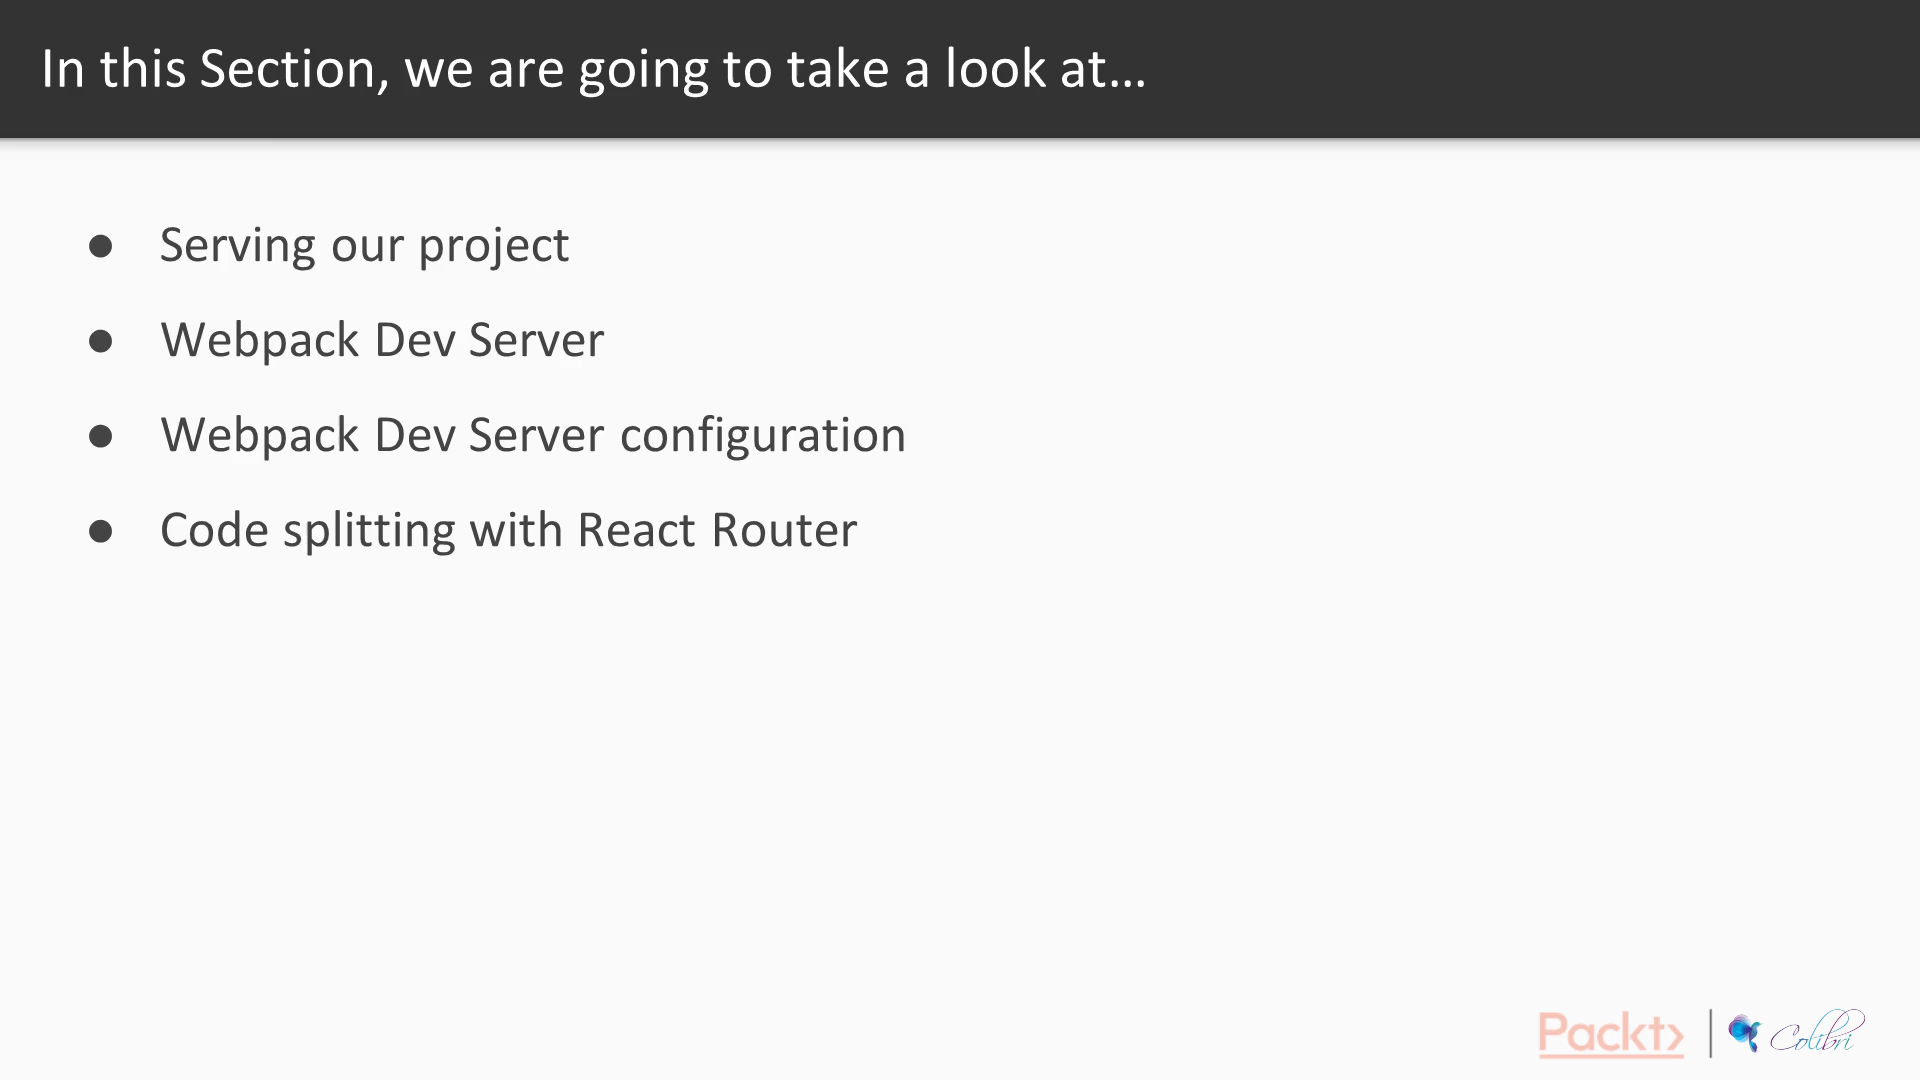 In this Section, we are going to take a look at...
● Serving our project
● Webpack Dev Server
● Webpack Dev Server configuration
● Code splitting with React Router
Packt> | Colibri